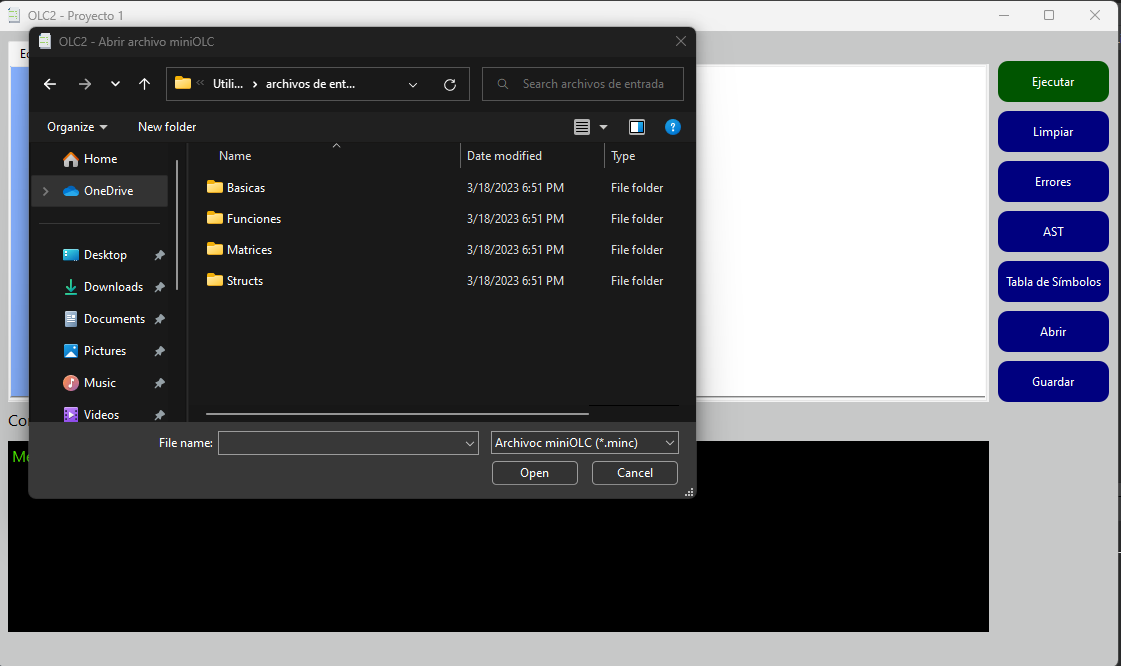 OLC2 - Proyecto 1
OLC2 - Abrir archivo miniOLC
Utili...
archivos de ent...
Search archivos de entrada
Organize
New folder
Home
OneDrive
Desktop
Downloads
Documents
Pictures
Music
Videos
Name
Date modified
Type
Basicas
3/18/2023 6:51 PM
File folder
Funciones
3/18/2023 6:51 PM
File folder
Matrices
3/18/2023 6:51 PM
File folder
Structs
3/18/2023 6:51 PM
File folder
File name:
Archivoc miniOLC (*.minc)
Open
Cancel
Ejecutar
Limpiar
Errores
AST
Tabla de Símbolos
Abrir
Guardar